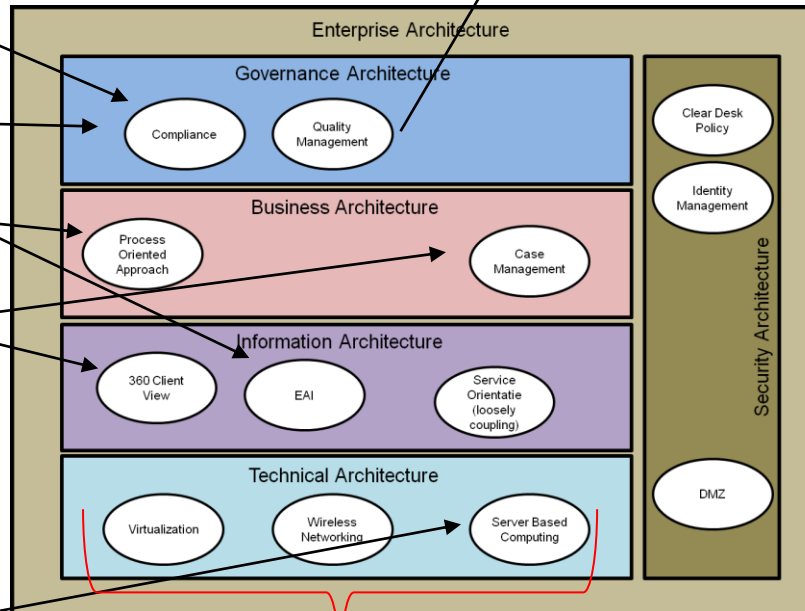 Enterprise Architecture
Governance Architecture
Compliance
Quality
Management
Business Architecture
Process
Oriented
Approach
Case
Management
Information Architecture
360 Client
View
EAI
Service
Orientatie
(loosely
coupling)
Technical Architecture
Virtualization
Wireless
Networking
Server Based
Computing
Clear Desk
Policy
Identity
Management
Security Architecture
DMZ